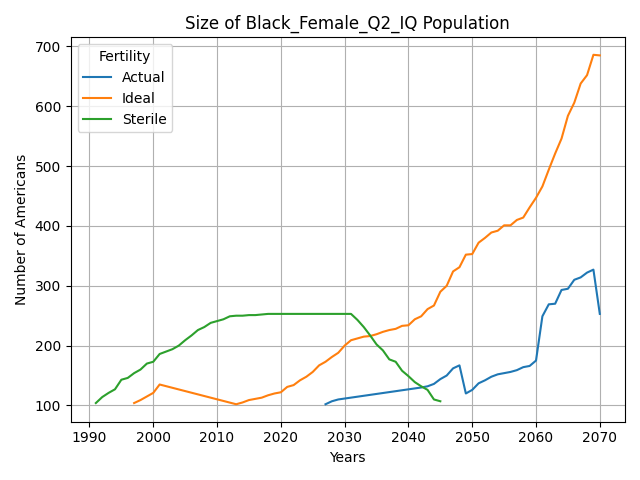 Size of Black_Female_Q2_IQ Population
Fertility
Actual
Ideal
Sterile
Number of Americans
700
600
500
400
300
200
100
1990 2000 2010 2020 2030 2040 2050 2060 2070
Years